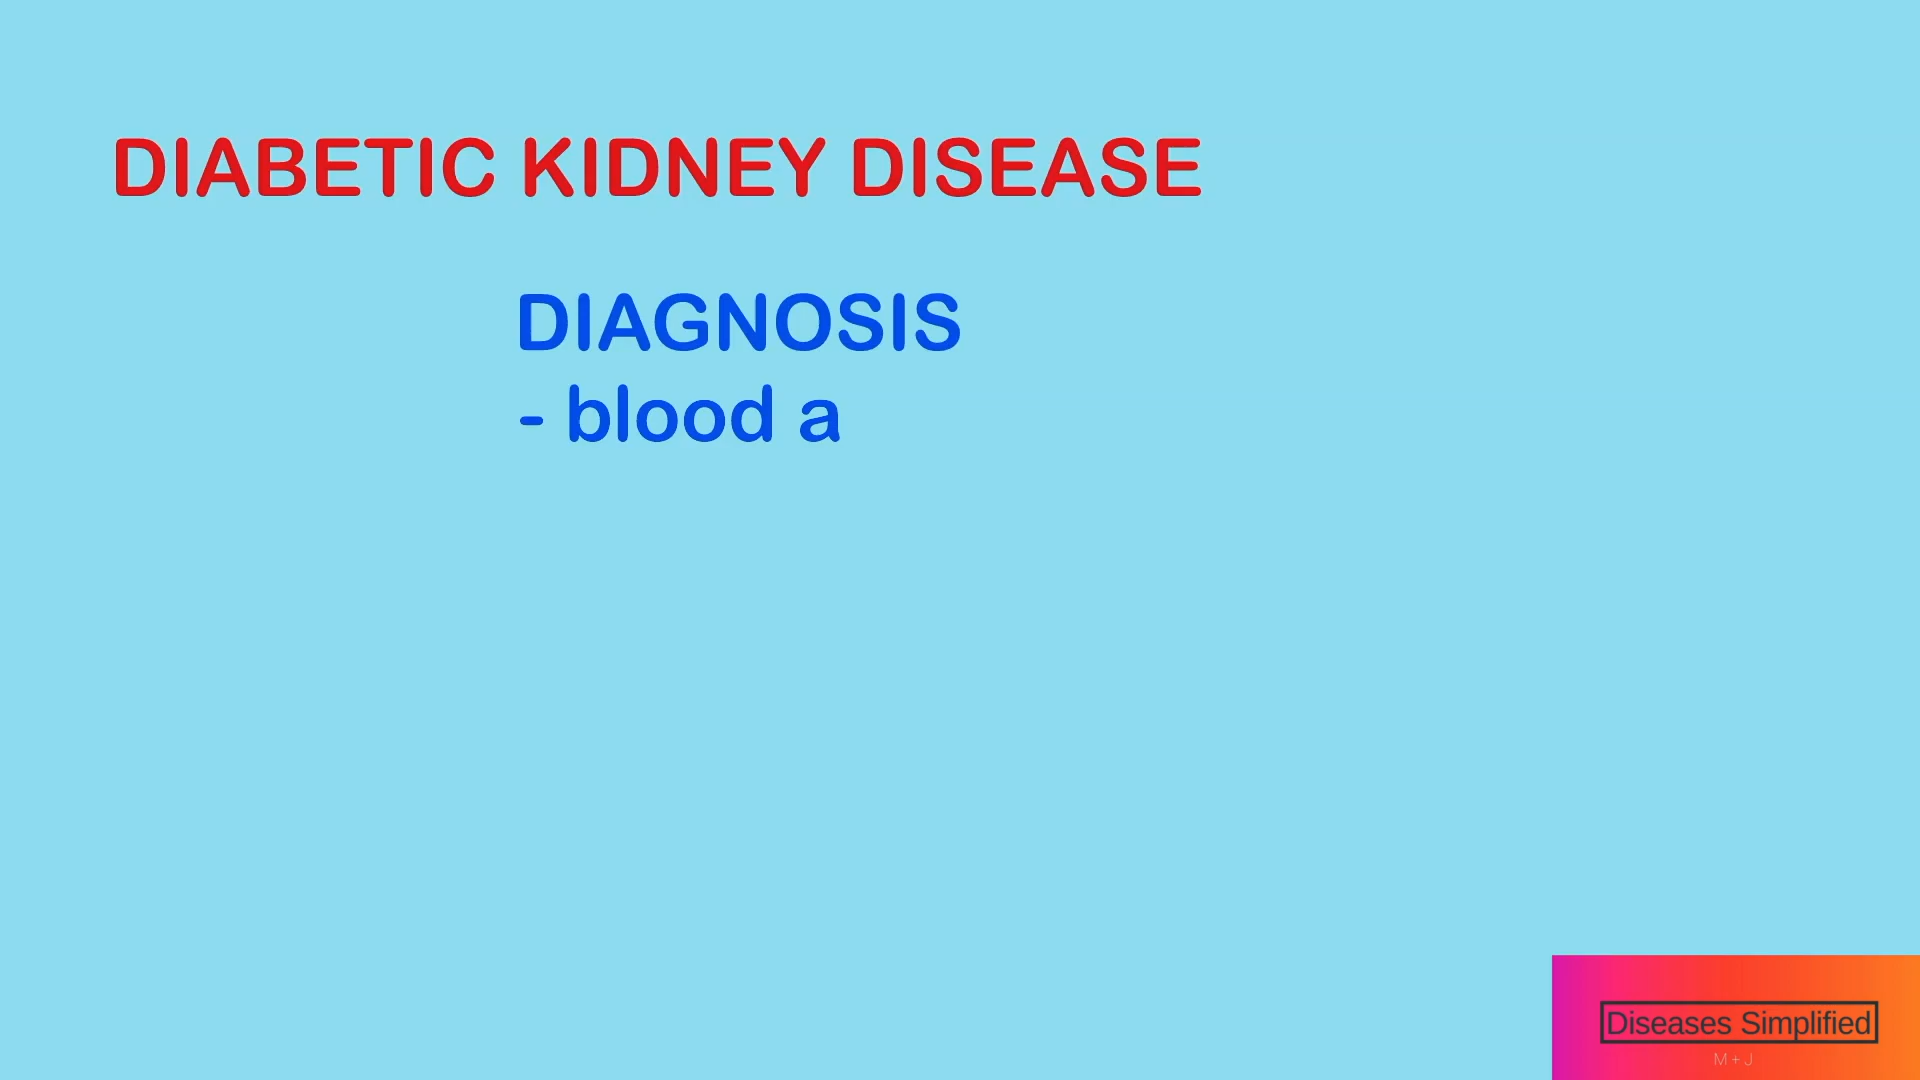 DIABETIC KIDNEY DISEASE
DIAGNOSIS
- blood a
Diseases Simplified
M + J